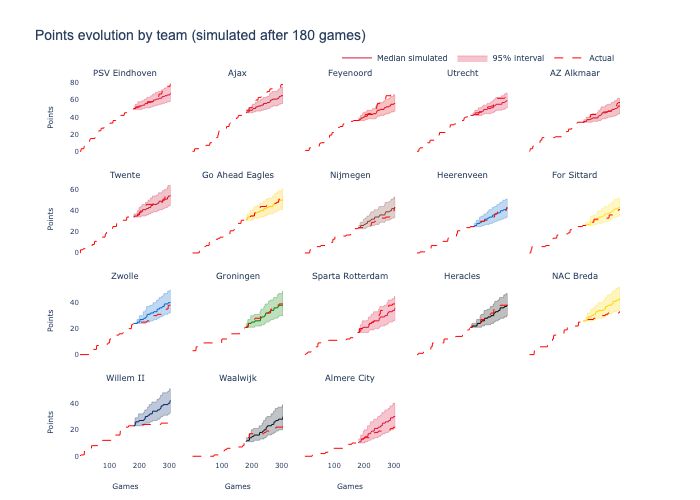 Points evolution by team (simulated after 180 games)
Median simulated 95% interval Actual
PSV Eindhoven Ajax Feyenoord Utrecht AZ Alkmaar
80
60
40
20
0
Points
Twente Go Ahead Eagles Nijmegen Heerenveen For Sittard
60
40
20
0
Points
Zwolle Groningen Sparta Rotterdam Heracles NAC Breda
40
20
0
Points
Willem II Waalwijk Almere City
40
20
0
Points
100 200 300 100 200 300 100 200 300
Games Games Games